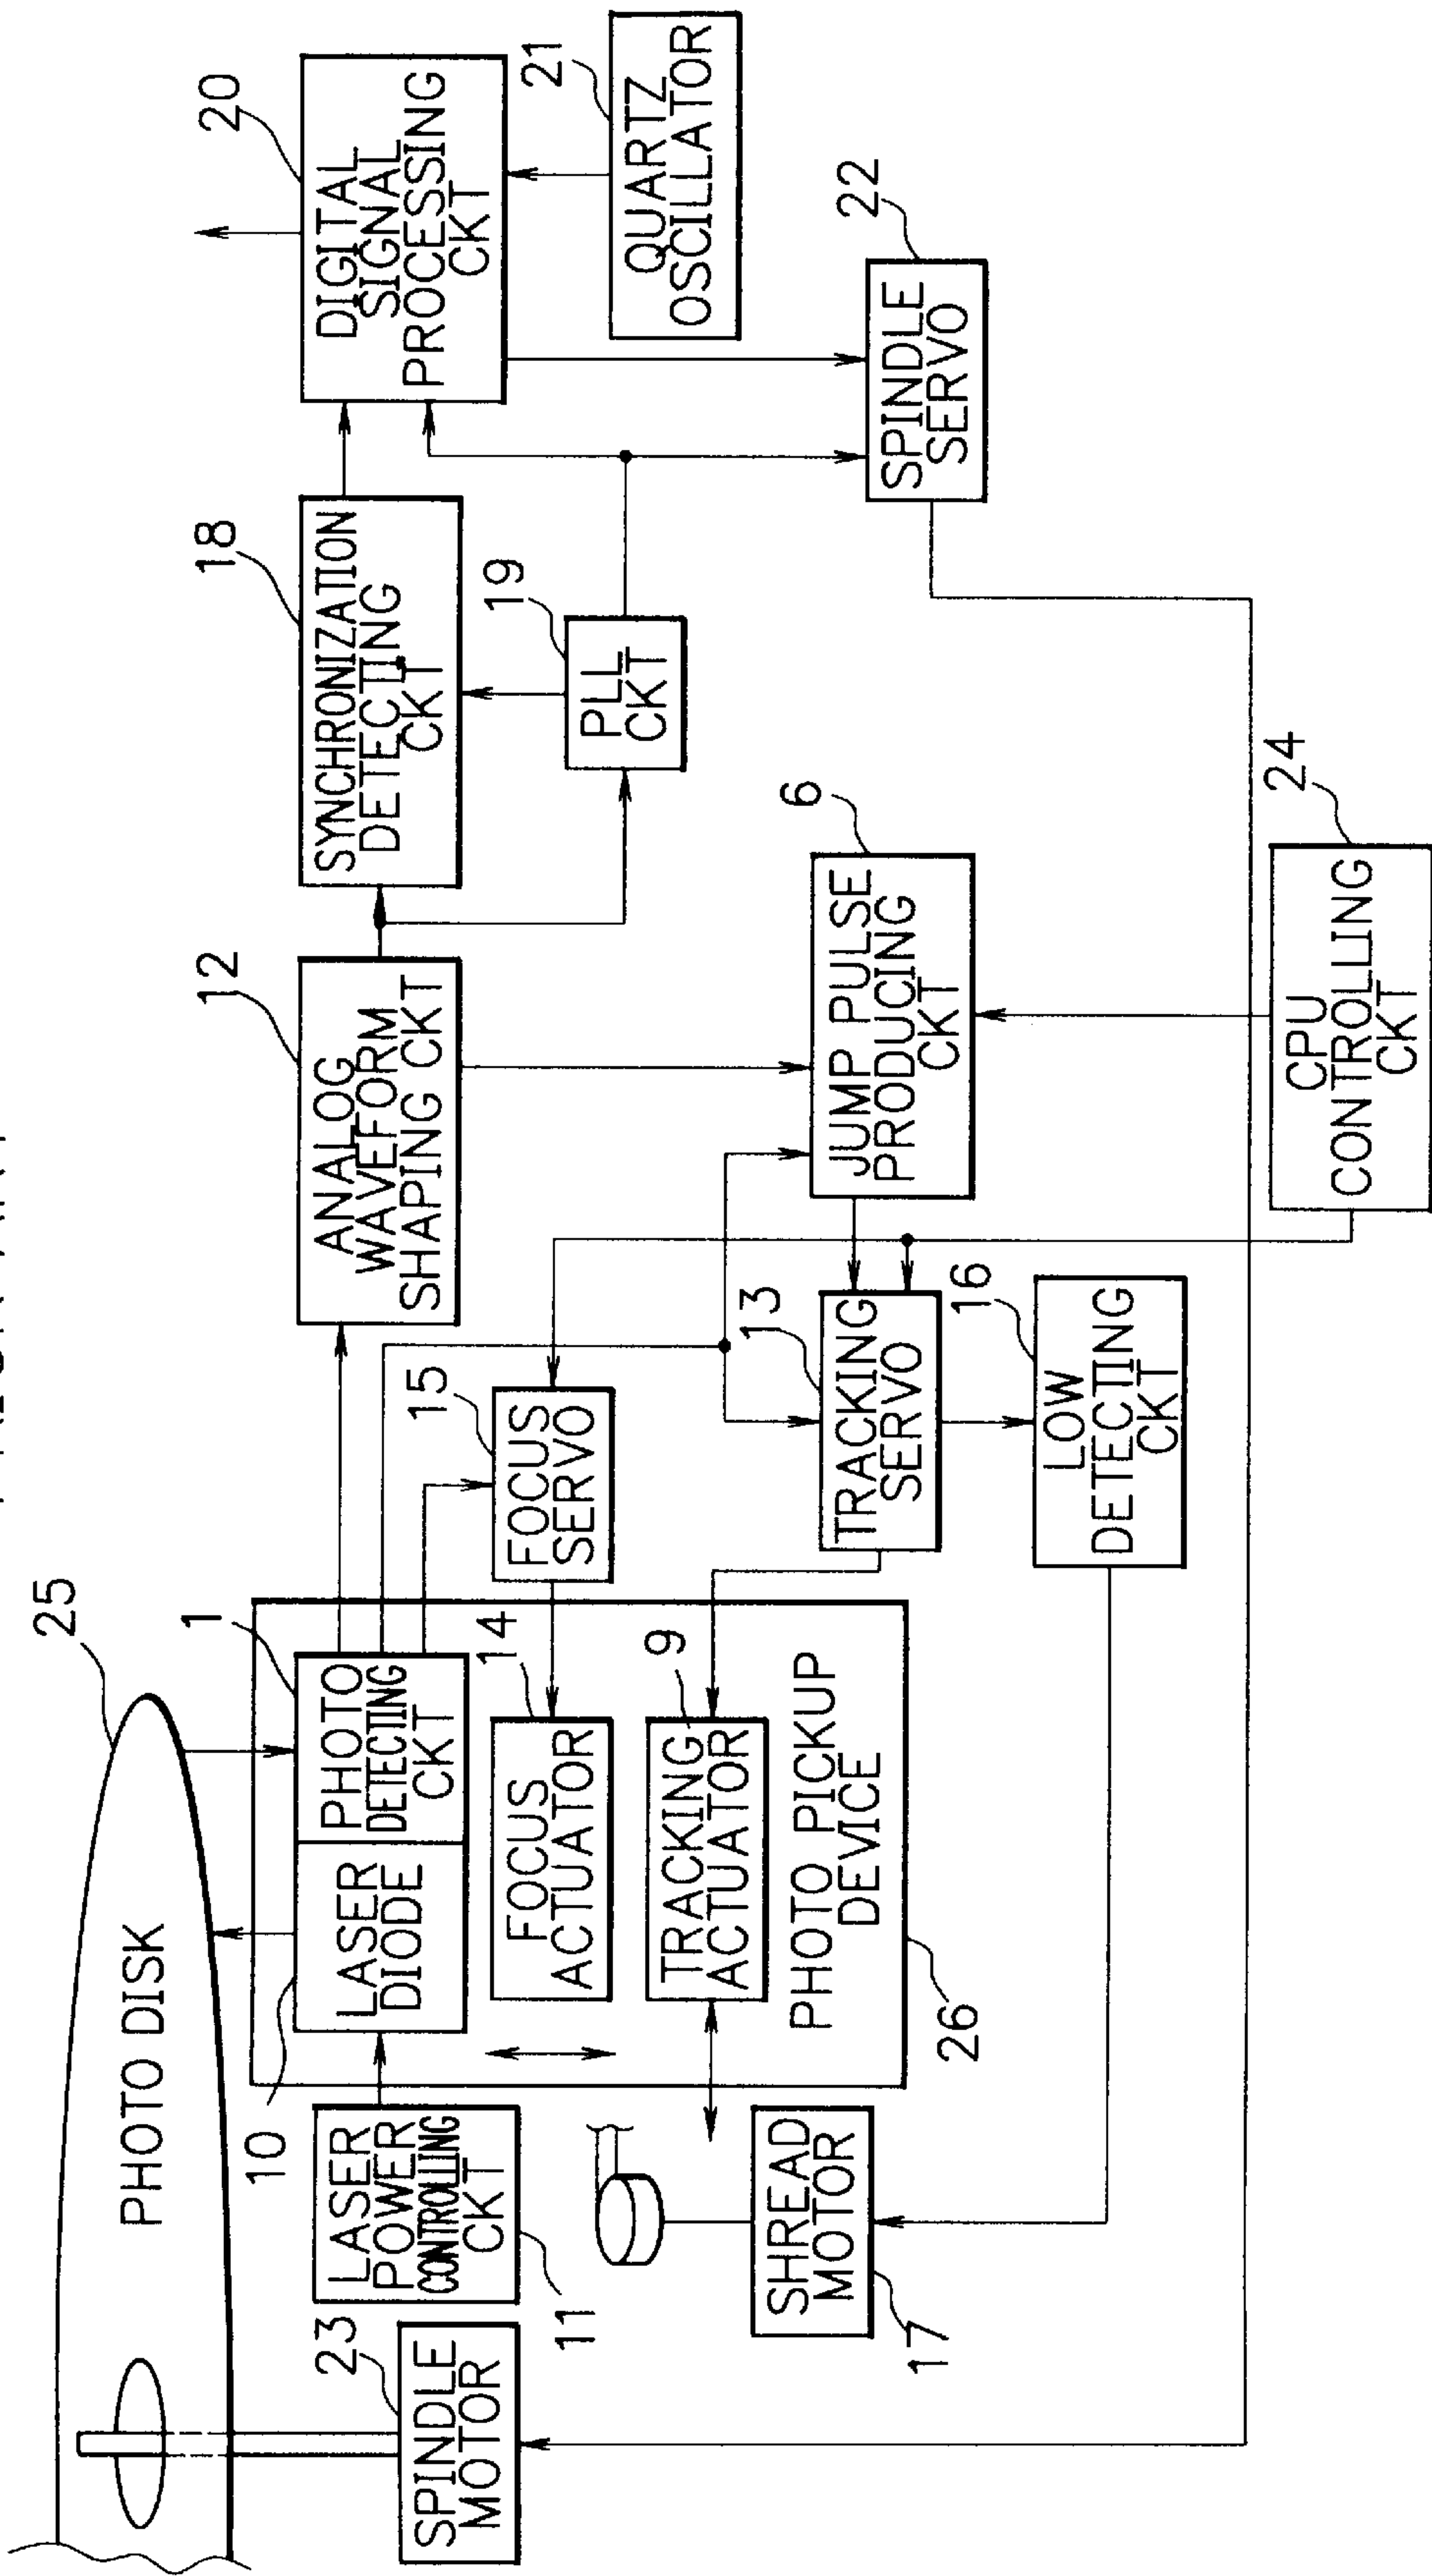 PRIOR ART
25
PHOTO DISK
23
SPINDLE
MOTOR
11
LASER
POWER
CONTROLLING
CKT
10
LASER
DIODE
1
PHOTO
DETECTING
CKT
14
FOCUS
ACTUATOR
9
TRACKING
ACTUATOR
PHOTO PICKUP
DEVICE
26
17
SHREAD
MOTOR
15
FOCUS
SERVO
13
TRACKING
SERVO
16
LOW
DETECTING
CKT
12
ANALOG
WAVEFORM
SHAPING CKT
6
JUMP PULSE
PRODUCING
CKT
24
CPU
CONTROLLING
CKT
18
SYNCHRONIZATION
DETECTING
CKT
19
PLL
CKT
20
DIGITAL
SIGNAL
PROCESSING
CKT
21
QUARTZ
OSCILLATOR
22
SPINDLE
SERVO